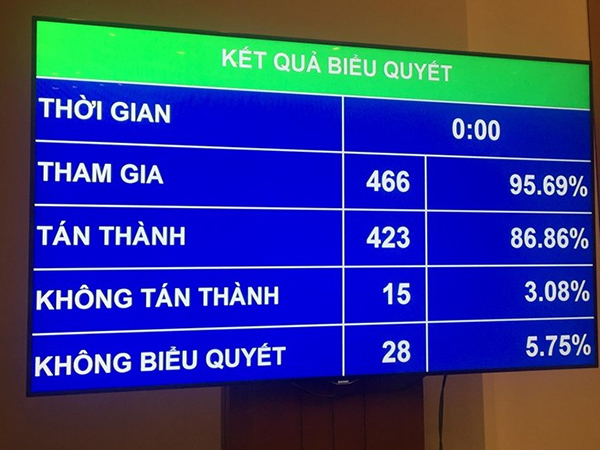 KẾT QUẢ BIỂU QUYẾT
THỜI GIAN 0:00
THAM GIA 466 95.69%
TÁN THÀNH 423 86.86%
KHÔNG TÁN THÀNH 15 3.08%
KHÔNG BIỂU QUYẾT 28 5.75%